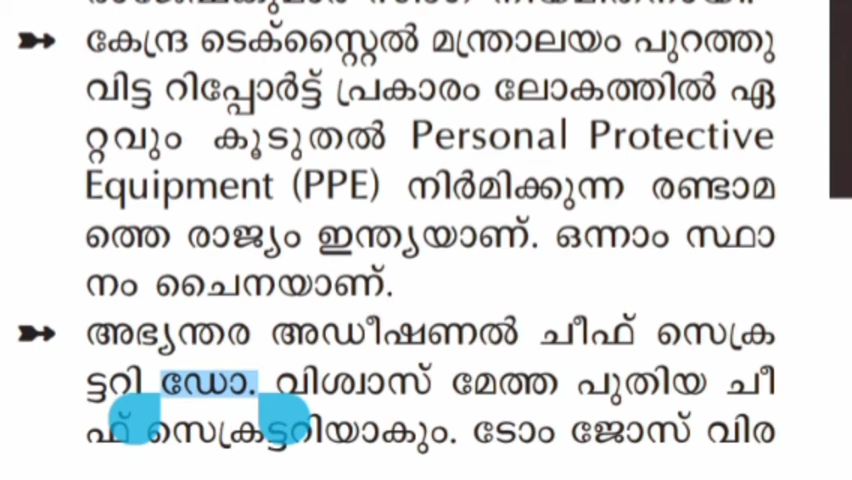 ➳ കേന്ദ്ര ടെക്സ്റ്റൈൽ മന്ത്രാലയം പുറത്തു
വിട്ട റിപ്പോർട്ട് പ്രകാരം ലോകത്തിൽ ഏ
റ്റവും കൂടുതൽ Personal Protective
Equipment (PPE) നിർമിക്കുന്ന രണ്ടാമ
ത്തെ രാജ്യം ഇന്ത്യയാണ്. ഒന്നാം സ്ഥാ
നം ചൈനയാണ്.
➳ അഭ്യന്തര അഡീഷണൽ ചീഫ് സെക്ര
ട്ടറി ഡോ. വിശ്വാസ് മേത്ത പുതിയ ചീ
ഫ് സെക്രട്ടറിയാകും. ടോം ജോസ് വിര